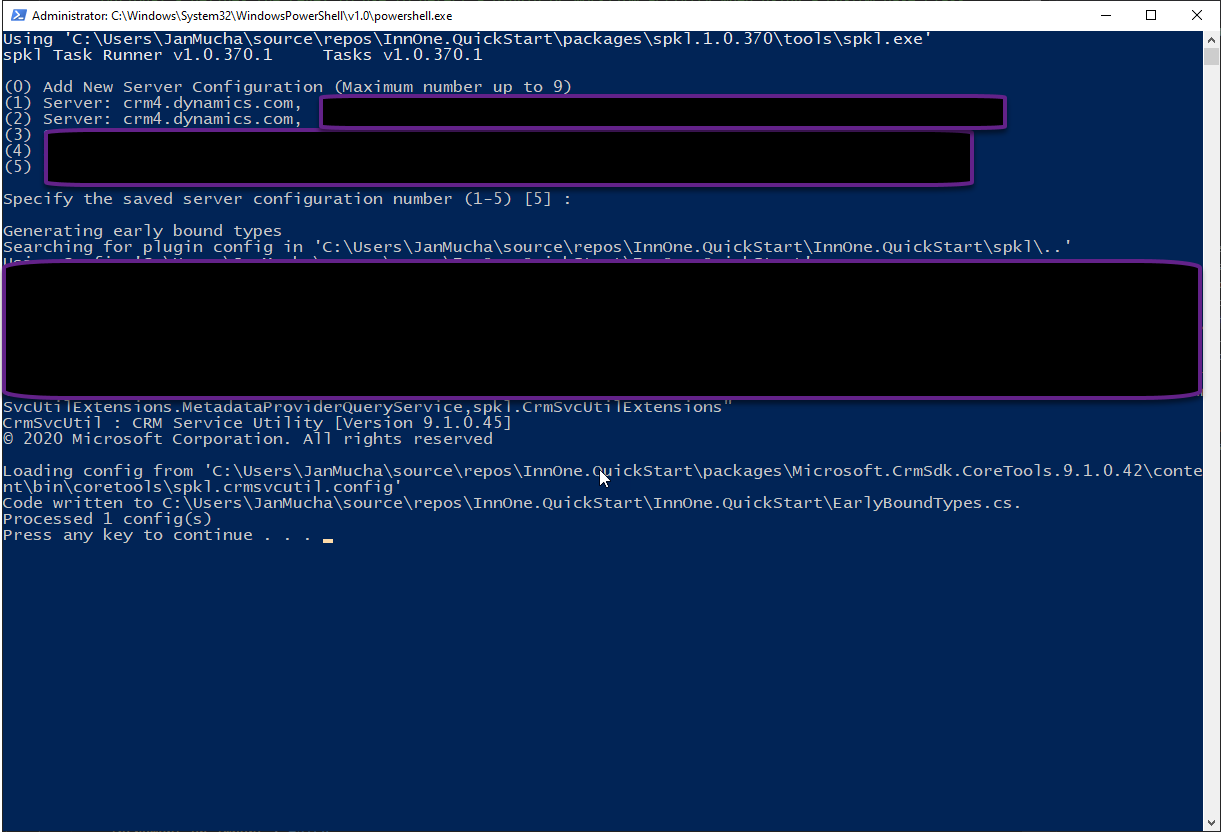 Administrator: C:\Windows\System32\WindowsPowerShell\v1.0\powershell.exe
Using 'C:\Users\JanMucha\source\repos\InnOne.QuickStart\packages\spkl.1.0.370\tools\spkl.exe'
spkl Task Runner v1.0.370.1     Tasks v1.0.370.1
(0) Add New Server Configuration (Maximum number up to 9)
(1) Server: crm4.dynamics.com,
(2) Server: crm4.dynamics.com,
(3)
(4)
(5)
Specify the saved server configuration number (1-5) [5] :
Generating early bound types
Searching for plugin config in 'C:\Users\JanMucha\source\repos\InnOne.QuickStart\InnOne.QuickStart\spkl\..'
SvcUtilExtensions.MetadataProviderQueryService,spkl.CrmSvcUtilExtensions"
CrmSvcUtil : CRM Service Utility [Version 9.1.0.45]
© 2020 Microsoft Corporation. All rights reserved
Loading config from 'C:\Users\JanMucha\source\repos\InnOne.QuickStart\packages\Microsoft.CrmSdk.CoreTools.9.1.0.42\conte
nt\bin\coretools\spkl.crmsvcutil.config'
Code written to C:\Users\JanMucha\source\repos\InnOne.QuickStart\InnOne.QuickStart\EarlyBoundTypes.cs.
Processed 1 config(s)
Press any key to continue . . .